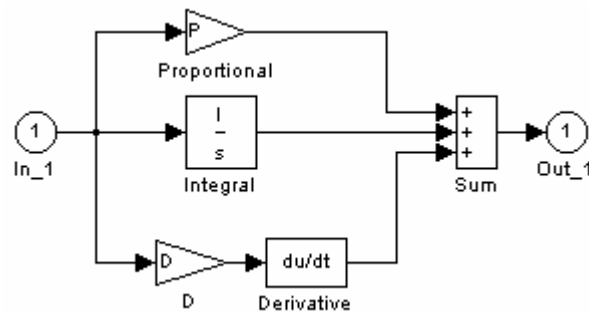 P
Proportional
1
In_1
I
s
Integral
+
+
+
Sum
1
Out_1
D
D
du/dt
Derivative